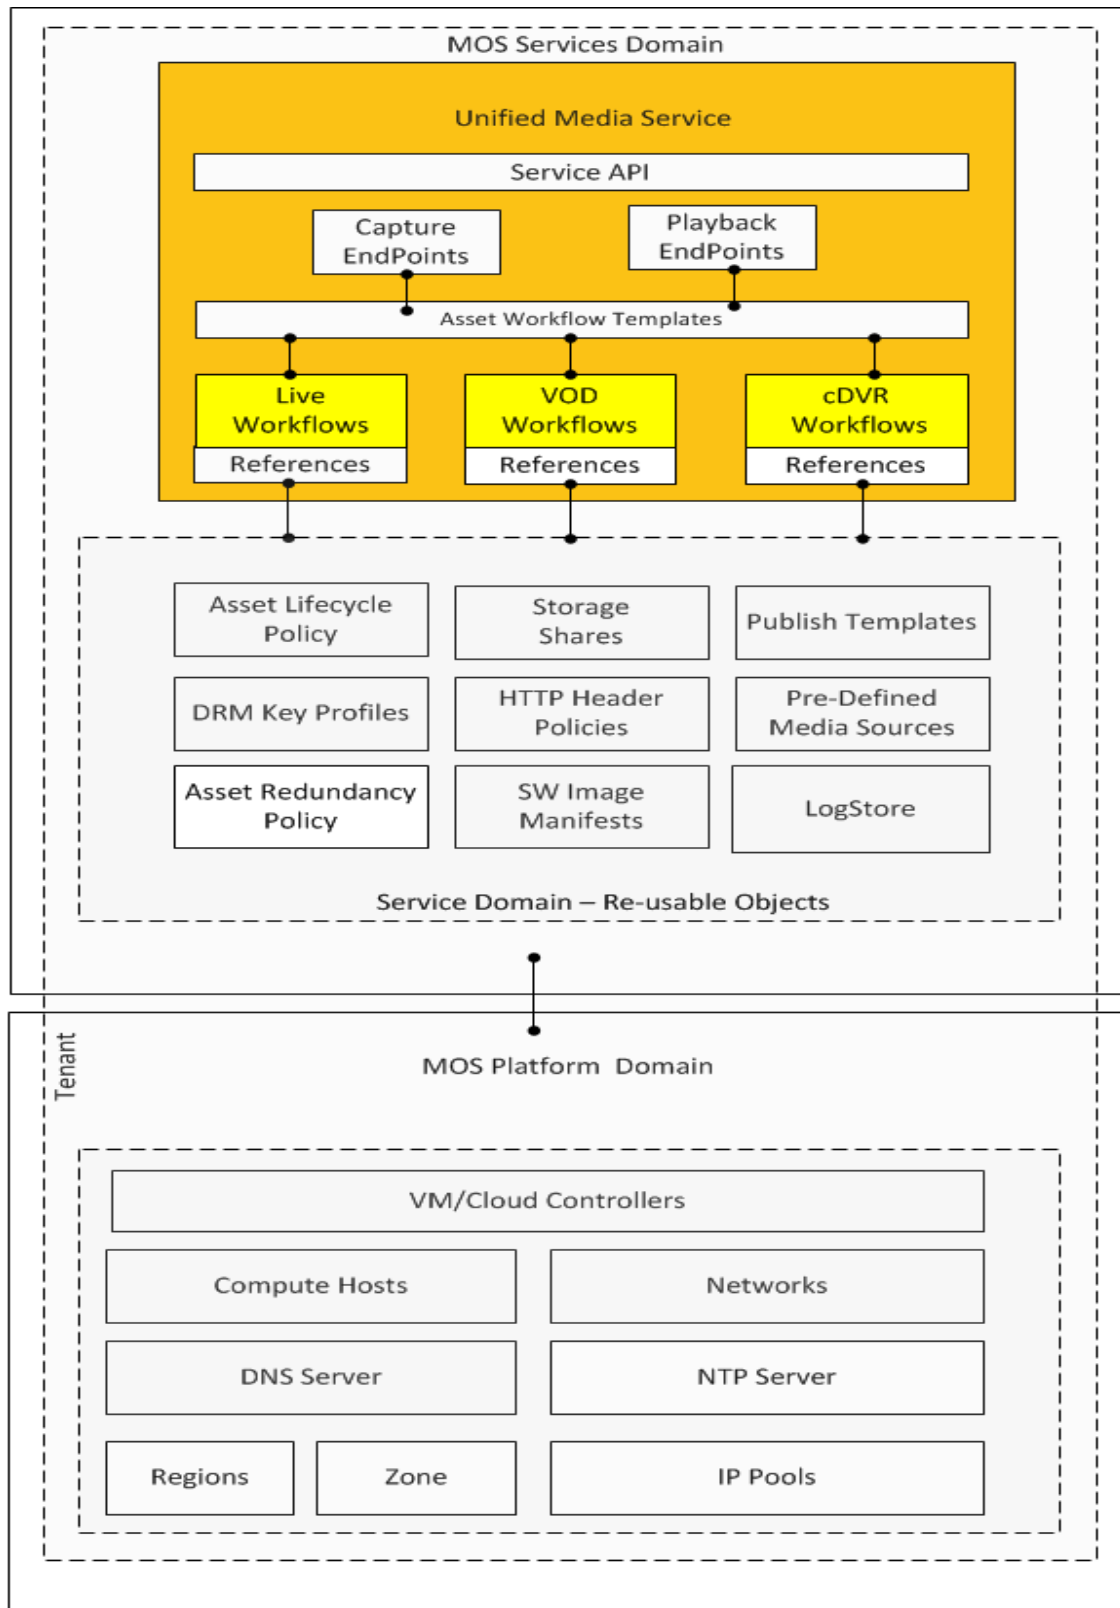 MOS Services Domain
Unified Media Service
Service API
Capture
EndPoints
Playback
EndPoints
Asset Workflow Templates
Live
Workflows
References
VOD
Workflows
References
cDVR
Workflows
References
Asset Lifecycle
Policy
Storage
Shares
Publish Templates
DRM Key Profiles
HTTP Header
Policies
Pre-Defined
Media Sources
Asset Redundancy
Policy
SW Image
Manifests
LogStore
Service Domain – Re-usable Objects
Tenant
MOS Platform Domain
VM/Cloud Controllers
Compute Hosts
Networks
DNS Server
NTP Server
Regions
Zone
IP Pools